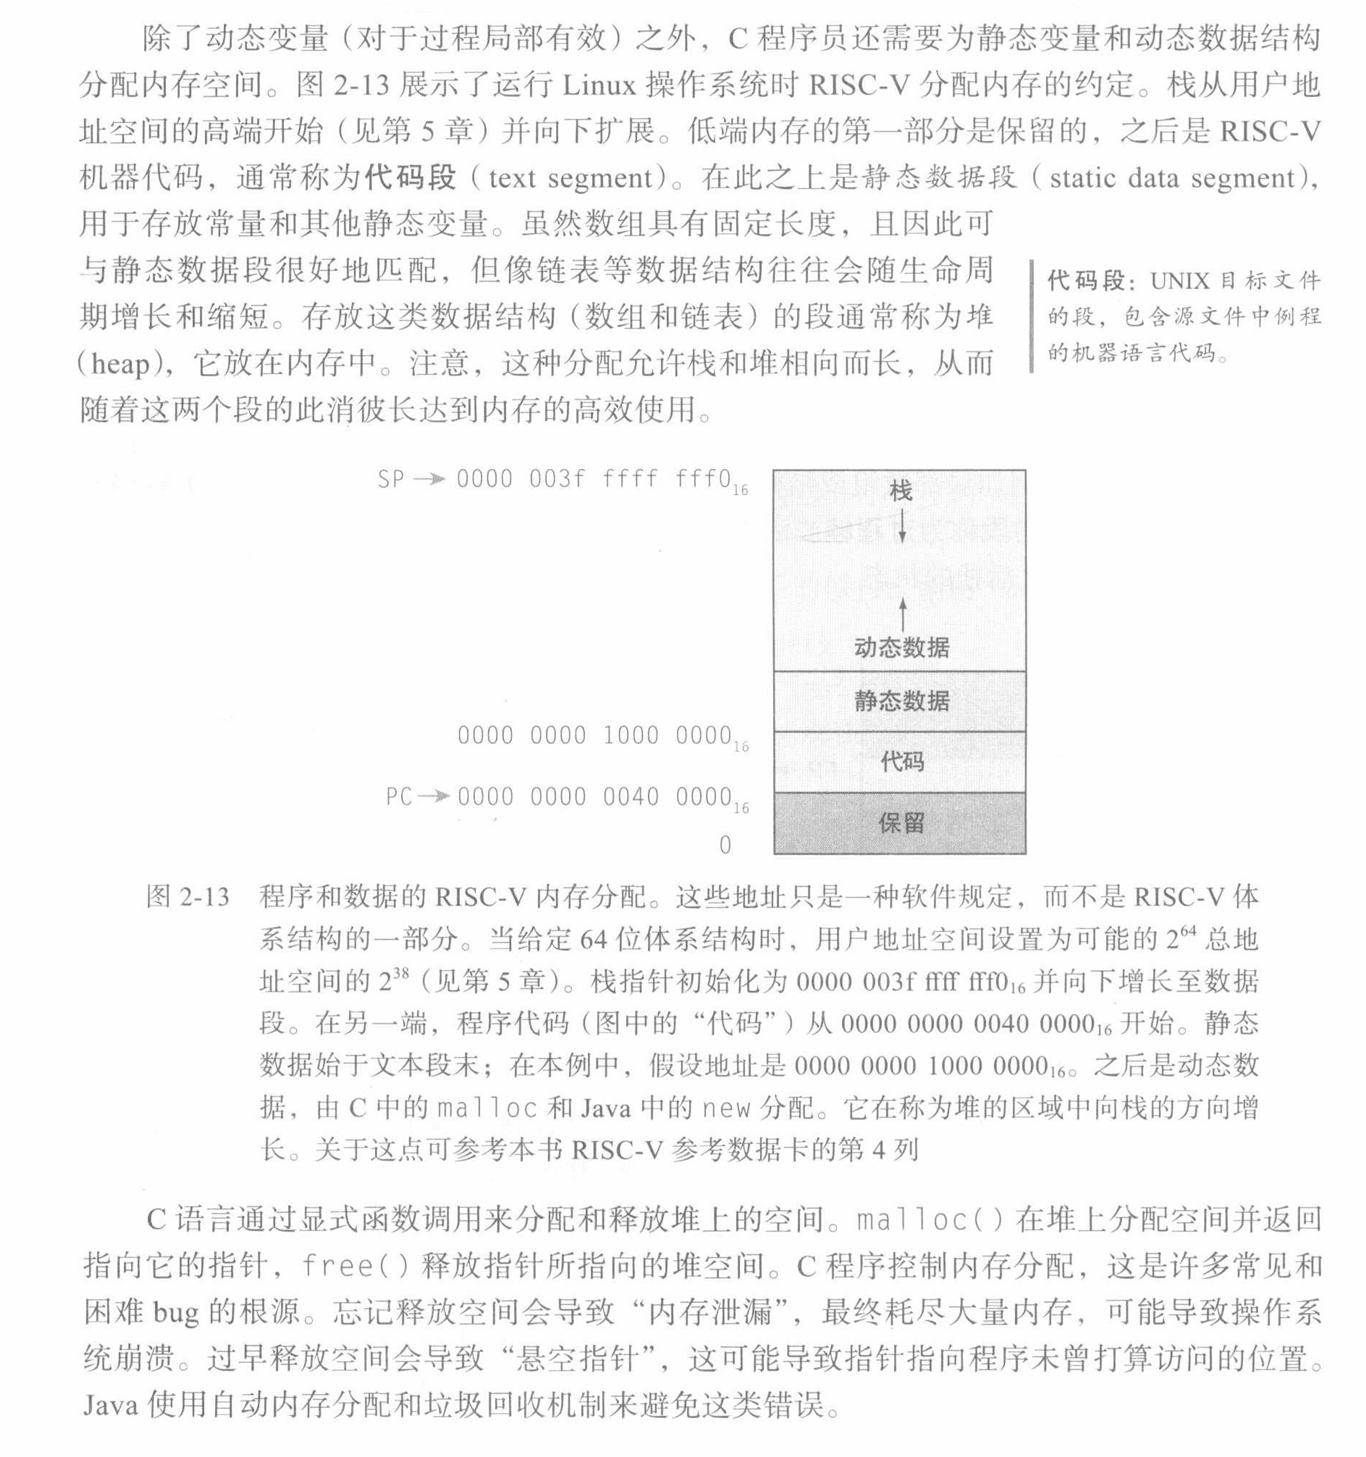 除了动态变量（对于过程局部有效）之外，C 程序员还需要为静态变量和动态数据结构
分配内存空间。图 2-13 展示了运行 Linux 操作系统时 RISC-V 分配内存的约定。栈从用户地
址空间的高端开始（见第 5 章）并向下扩展。低端内存的第一部分是保留的，之后是 RISC-V
机器代码，通常称为代码段（text segment）。在此之上是静态数据段（static data segment），
用于存放常量和其他静态变量。虽然数组具有固定长度，且因此可
与静态数据段很好地匹配，但像链表等数据结构往往会随生命周
期增长和缩短。存放这类数据结构（数组和链表）的段通常称为堆
（heap），它放在内存中。注意，这种分配允许栈和堆相向而长，从而
随着这两个段的此消彼长达到内存的高效使用。
代码段：UNIX 目标文件
的段，包含源文件中例程
的机器语言代码。
SP → 0000 003f ffff fff0₁₆
栈
动态数据
静态数据
0000 0000 1000 0000₁₆
代码
PC → 0000 0000 0040 0000₁₆
保留
0
图 2-13 程序和数据的 RISC-V 内存分配。这些地址只是一种软件规定，而不是 RISC-V 体
系结构的一部分。当给定 64 位体系结构时，用户地址空间设置为可能的 2⁶⁴ 总地
址空间的 2³⁸（见第 5 章）。栈指针初始化为 0000 003f ffff fff0₁₆ 并向下增长至数据
段。在另一端，程序代码（图中的“代码”）从 0000 0000 0040 0000₁₆ 开始。静态
数据始于文本段末；在本例中，假设地址是 0000 0000 1000 0000₁₆。之后是动态数
据，由 C 中的 malloc 和 Java 中的 new 分配。它在称为堆的区域中向栈的方向增
长。关于这点可参考本书 RISC-V 参考数据卡的第 4 列
C 语言通过显式函数调用来分配和释放堆上的空间。malloc() 在堆上分配空间并返回
指向它的指针，free() 释放指针所指向的堆空间。C 程序控制内存分配，这是许多常见和
困难 bug 的根源。忘记释放空间会导致“内存泄漏”，最终耗尽大量内存，可能导致操作系
统崩溃。过早释放空间会导致“悬空指针”，这可能导致指针指向程序未曾打算访问的位置。
Java 使用自动内存分配和垃圾回收机制来避免这类错误。